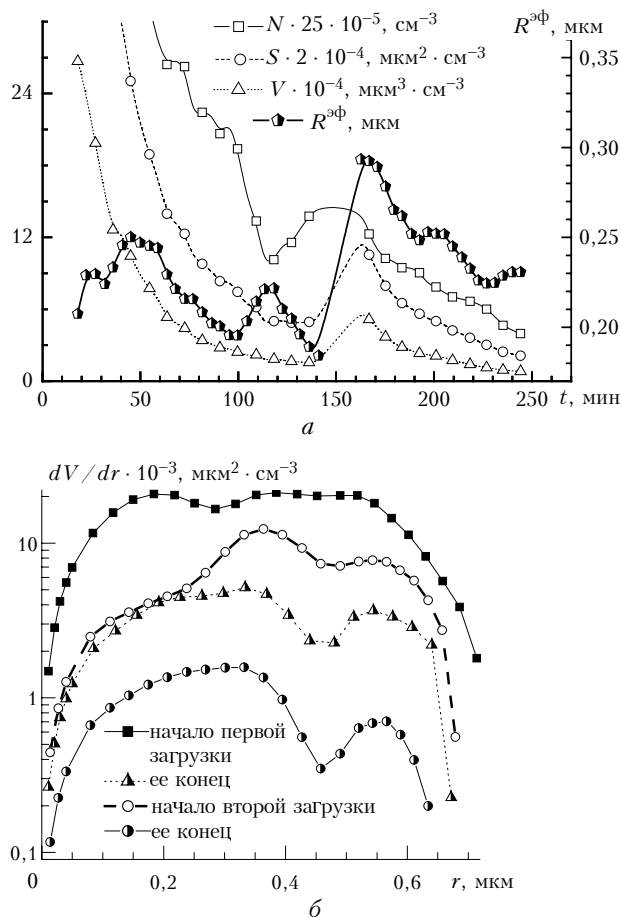 N · 25 · 10⁻⁵, см⁻³
S · 2 · 10⁻⁴, мкм² · см⁻³
V · 10⁻⁴, мкм³ · см⁻³
Rэф, мкм
Rэф, мкм
24
12
0
0,35
0,30
0,25
0,20
0 50 100 150 200 250 t, мин
а
dV/dr · 10⁻³, мкм² · см⁻³
10
1
0,1
начало первой
загрузки
ее конец
начало второй загрузки
ее конец
0 0,2 0,4 0,6 r, мкм
б